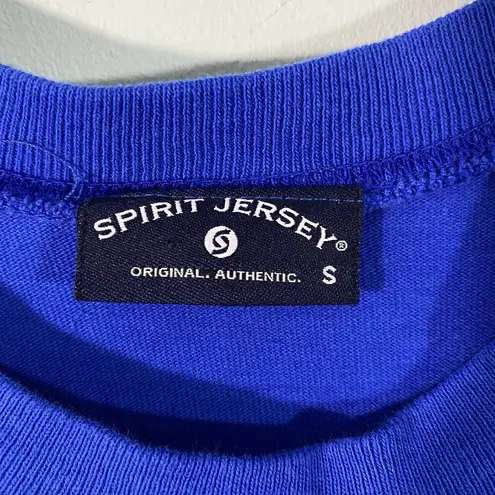 SPIRIT JERSEY®
ORIGINAL. AUTHENTIC. S